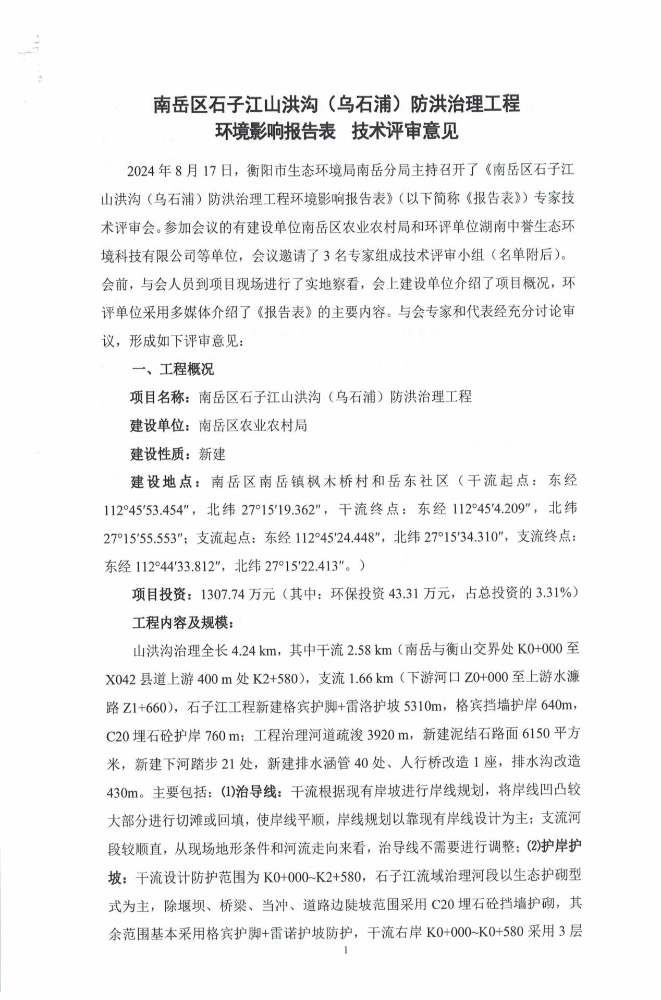 南岳区石子江山洪沟（乌石浦）防洪治理工程
环境影响报告表　技术评审意见
2024 年 8 月 17 日，衡阳市生态环境局南岳分局主持召开了《南岳区石子江
山洪沟（乌石浦）防洪治理工程环境影响报告表》（以下简称《报告表》）专家技
术评审会。参加会议的有建设单位南岳区农业农村局和环评单位湖南中誉生态环
境科技有限公司等单位，会议邀请了 3 名专家组成技术评审小组（名单附后）。
会前，与会人员到项目现场进行了实地察看，会上建设单位介绍了项目概况，环
评单位采用多媒体介绍了《报告表》的主要内容。与会专家和代表经充分讨论审
议，形成如下评审意见：
一、工程概况
项目名称：南岳区石子江山洪沟（乌石浦）防洪治理工程
建设单位：南岳区农业农村局
建设性质：新建
建设地点：南岳区南岳镇枫木桥村和岳东社区（干流起点：东经
112°45′53.454″，北纬 27°15′19.362″，干流终点：东经 112°45′4.209″，北纬
27°15′55.553″；支流起点：东经 112°45′24.448″，北纬 27°15′34.310″，支流终点：
东经 112°44′33.812″，北纬 27°15′22.413″。）
项目投资：1307.74 万元（其中：环保投资 43.31 万元，占总投资的 3.31%）
工程内容及规模：
山洪沟治理全长 4.24 km，其中干流 2.58 km（南岳与衡山交界处 K0+000 至
X042 县道上游 400 m 处 K2+580），支流 1.66 km（下游河口 Z0+000 至上游水濂
路 Z1+660），石子江工程新建格宾护脚+雷洛护坡 5310m，格宾挡墙护岸 640m，
C20 埋石砼护岸 760 m；工程治理河道疏浚 3920 m，新建泥结石路面 6150 平方
米，新建下河踏步 21 处，新建排水涵管 40 处、人行桥改造 1 座，排水沟改造
430m。主要包括：⑴治导线：干流根据现有岸坡进行岸线规划，将岸线凹凸较
大部分进行切滩或回填，使岸线平顺，岸线规划以靠现有岸线设计为主；支流河
段较顺直，从现场地形条件和河流走向来看，治导线不需要进行调整；⑵护岸护
坡：干流设计防护范围为 K0+000~K2+580，石子江流域治理河段以生态护砌型
式为主，除堰坝、桥梁、当冲、道路边陡坡范围采用 C20 埋石砼挡墙护砌，其
余范围基本采用格宾护脚+雷诺护坡防护，干流右岸 K0+000~K0+580 采用 3 层
1